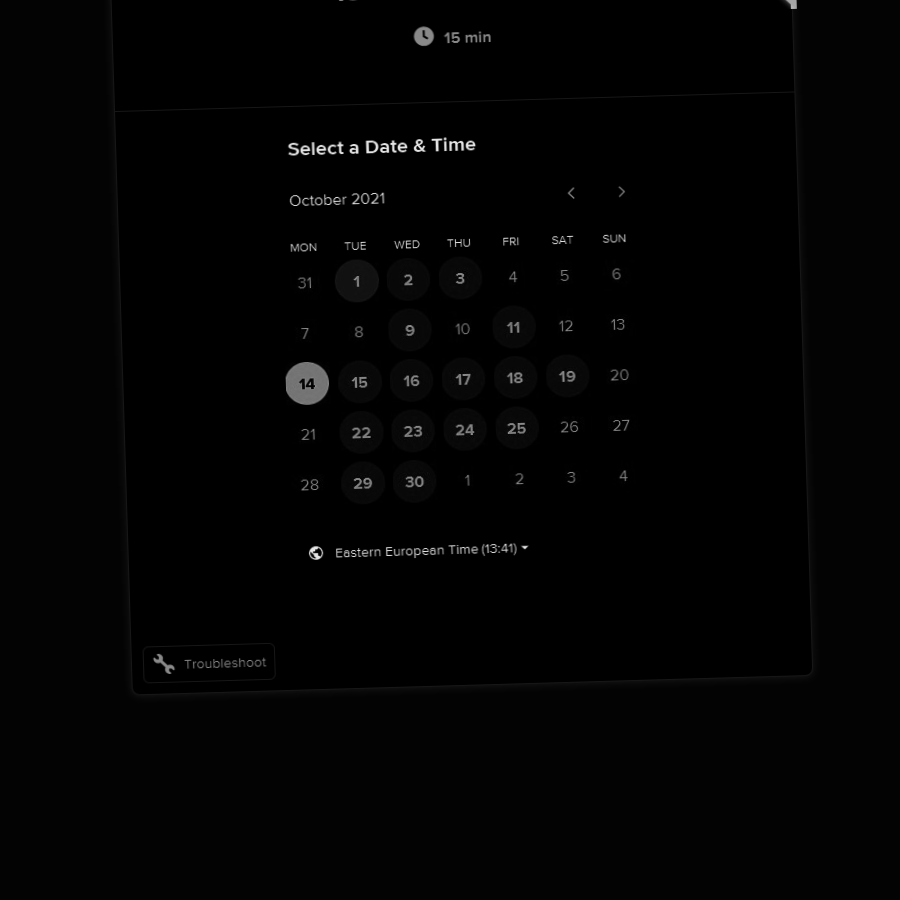 15 min
Select a Date & Time
October 2021
MON TUE WED THU FRI SAT SUN
31 1 2 3 4 5 6
7 8 9 10 11 12 13
14 15 16 17 18 19 20
21 22 23 24 25 26 27
28 29 30 1 2 3 4
Eastern European Time (13:41)
Troubleshoot